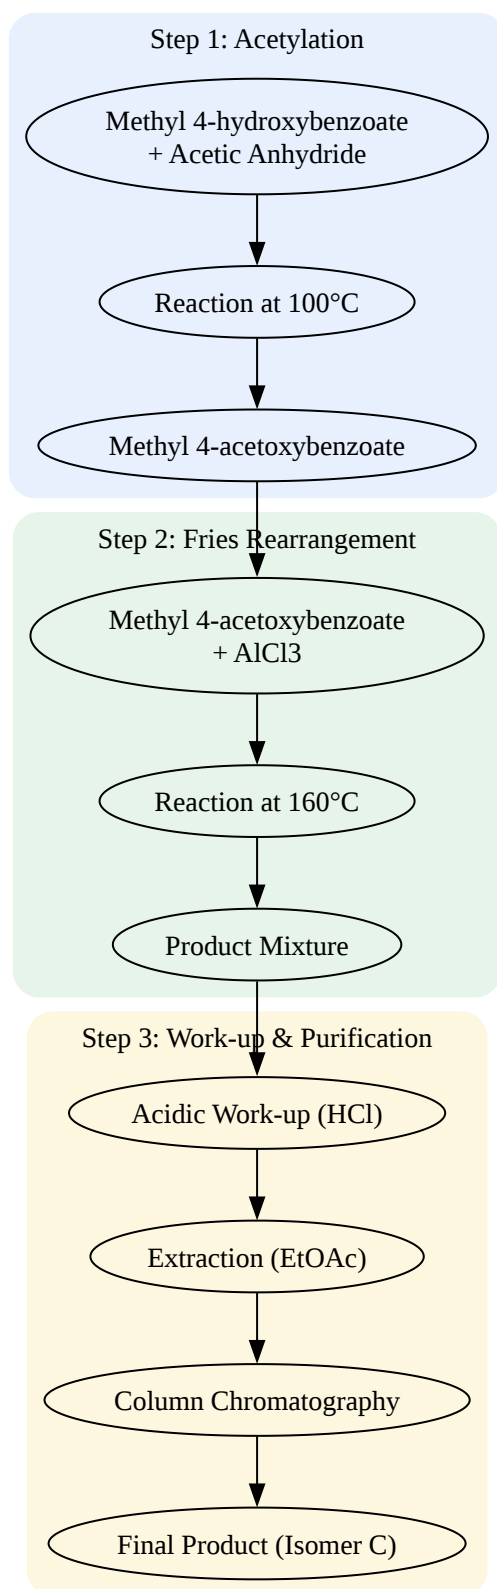 Step 1: Acetylation
Methyl 4-hydroxybenzoate
+ Acetic Anhydride
Reaction at 100°C
Methyl 4-acetoxybenzoate
Step 2: Fries Rearrangement
Methyl 4-acetoxybenzoate
+ AlCl3
Reaction at 160°C
Product Mixture
Step 3: Work-up & Purification
Acidic Work-up (HCl)
Extraction (EtOAc)
Column Chromatography
Final Product (Isomer C)